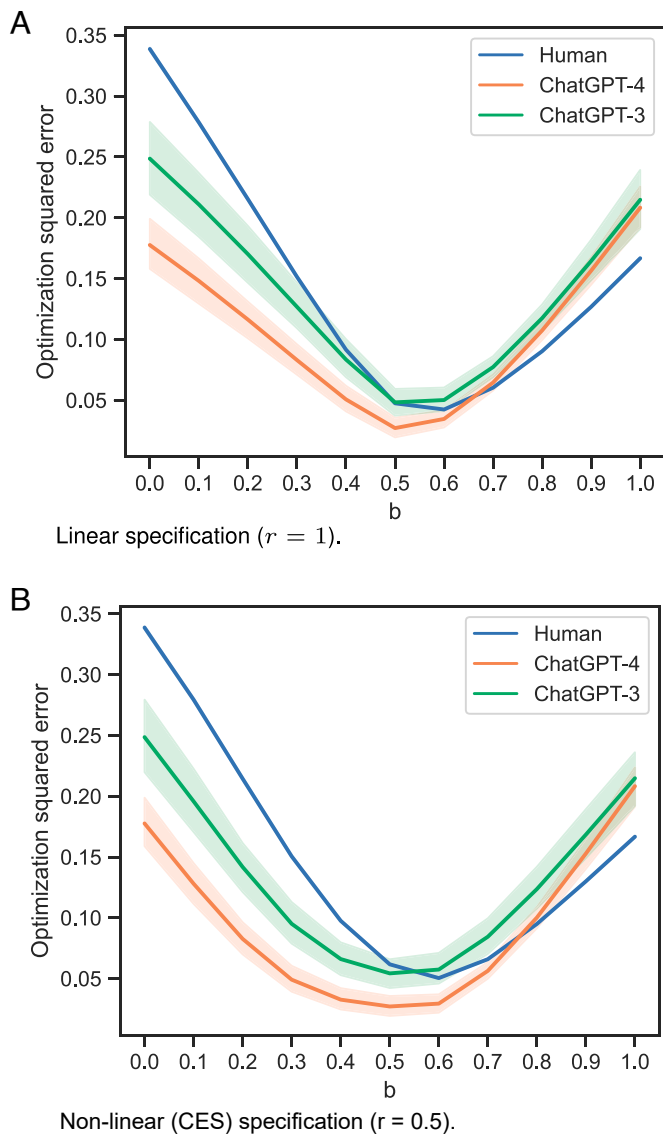 A
Optimization squared error
0.35
0.30
0.25
0.20
0.15
0.10
0.05
Human
ChatGPT-4
ChatGPT-3
0.0 0.1 0.2 0.3 0.4 0.5 0.6 0.7 0.8 0.9 1.0
b
Linear specification (r = 1).
B
Optimization squared error
0.35
0.30
0.25
0.20
0.15
0.10
0.05
Human
ChatGPT-4
ChatGPT-3
0.0 0.1 0.2 0.3 0.4 0.5 0.6 0.7 0.8 0.9 1.0
b
Non-linear (CES) specification (r = 0.5).